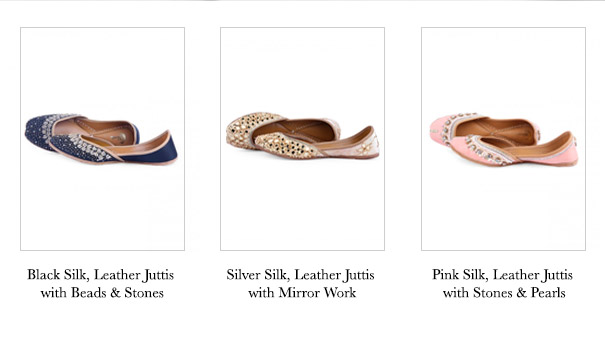 Black Silk, Leather Juttis
with Beads & Stones
Silver Silk, Leather Juttis
with Mirror Work
Pink Silk, Leather Juttis
with Stones & Pearls